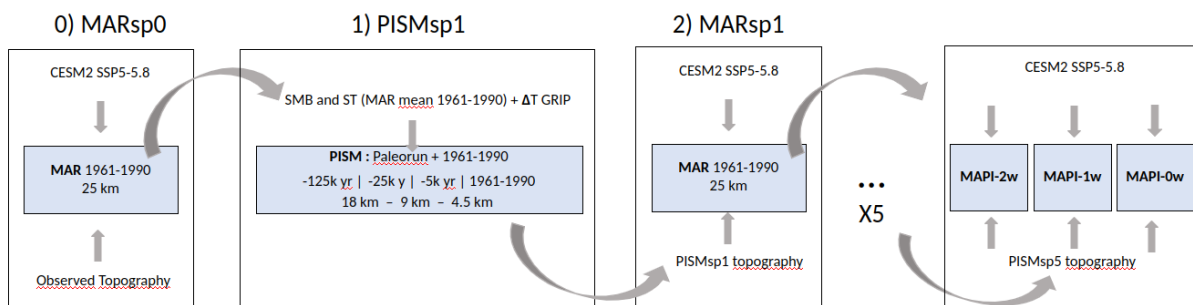 0) MARsp0
CESM2 SSP5-5.8
MAR 1961-1990
25 km
Observed Topography
1) PISMsp1
SMB and ST (MAR mean 1961-1990) + ΔT GRIP
PISM : Paleorun + 1961-1990
-125k yr | -25k y | -5k yr | 1961-1990
18 km – 9 km – 4.5 km
2) MARsp1
CESM2 SSP5-5.8
MAR 1961-1990
25 km
PISMsp1 topography
...
X5
CESM2 SSP5-5.8
MAPI-2w
MAPI-1w
MAPI-0w
PISMsp5 topography